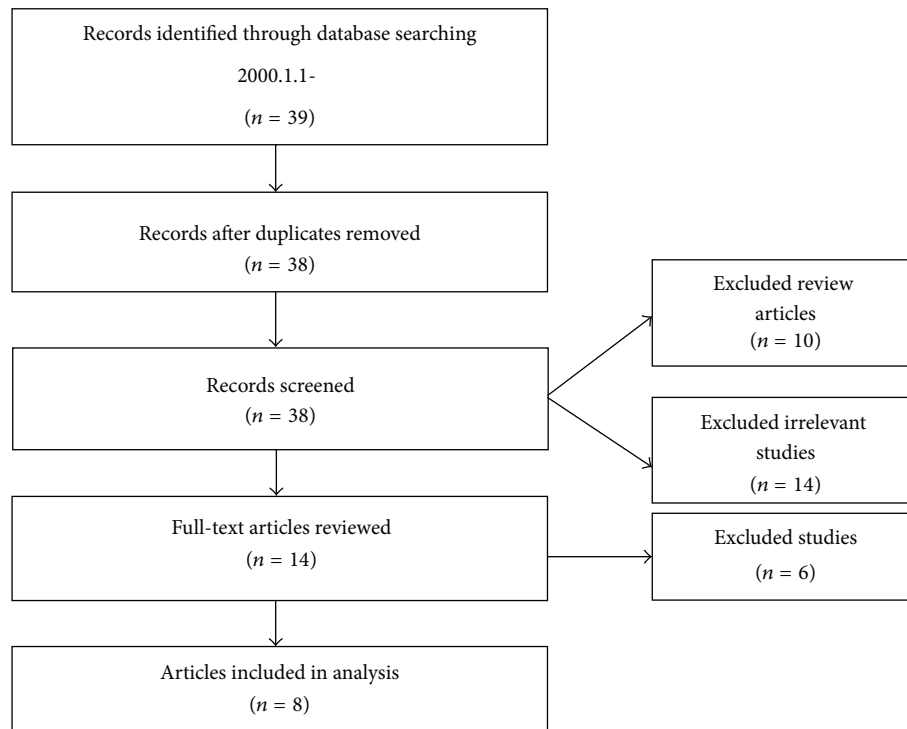 Records identified through database searching
2000.1.1-
(n = 39)
Records after duplicates removed
(n = 38)
Records screened
(n = 38)
Excluded review
articles
(n = 10)
Excluded irrelevant
studies
(n = 14)
Full-text articles reviewed
(n = 14)
Excluded studies
(n = 6)
Articles included in analysis
(n = 8)